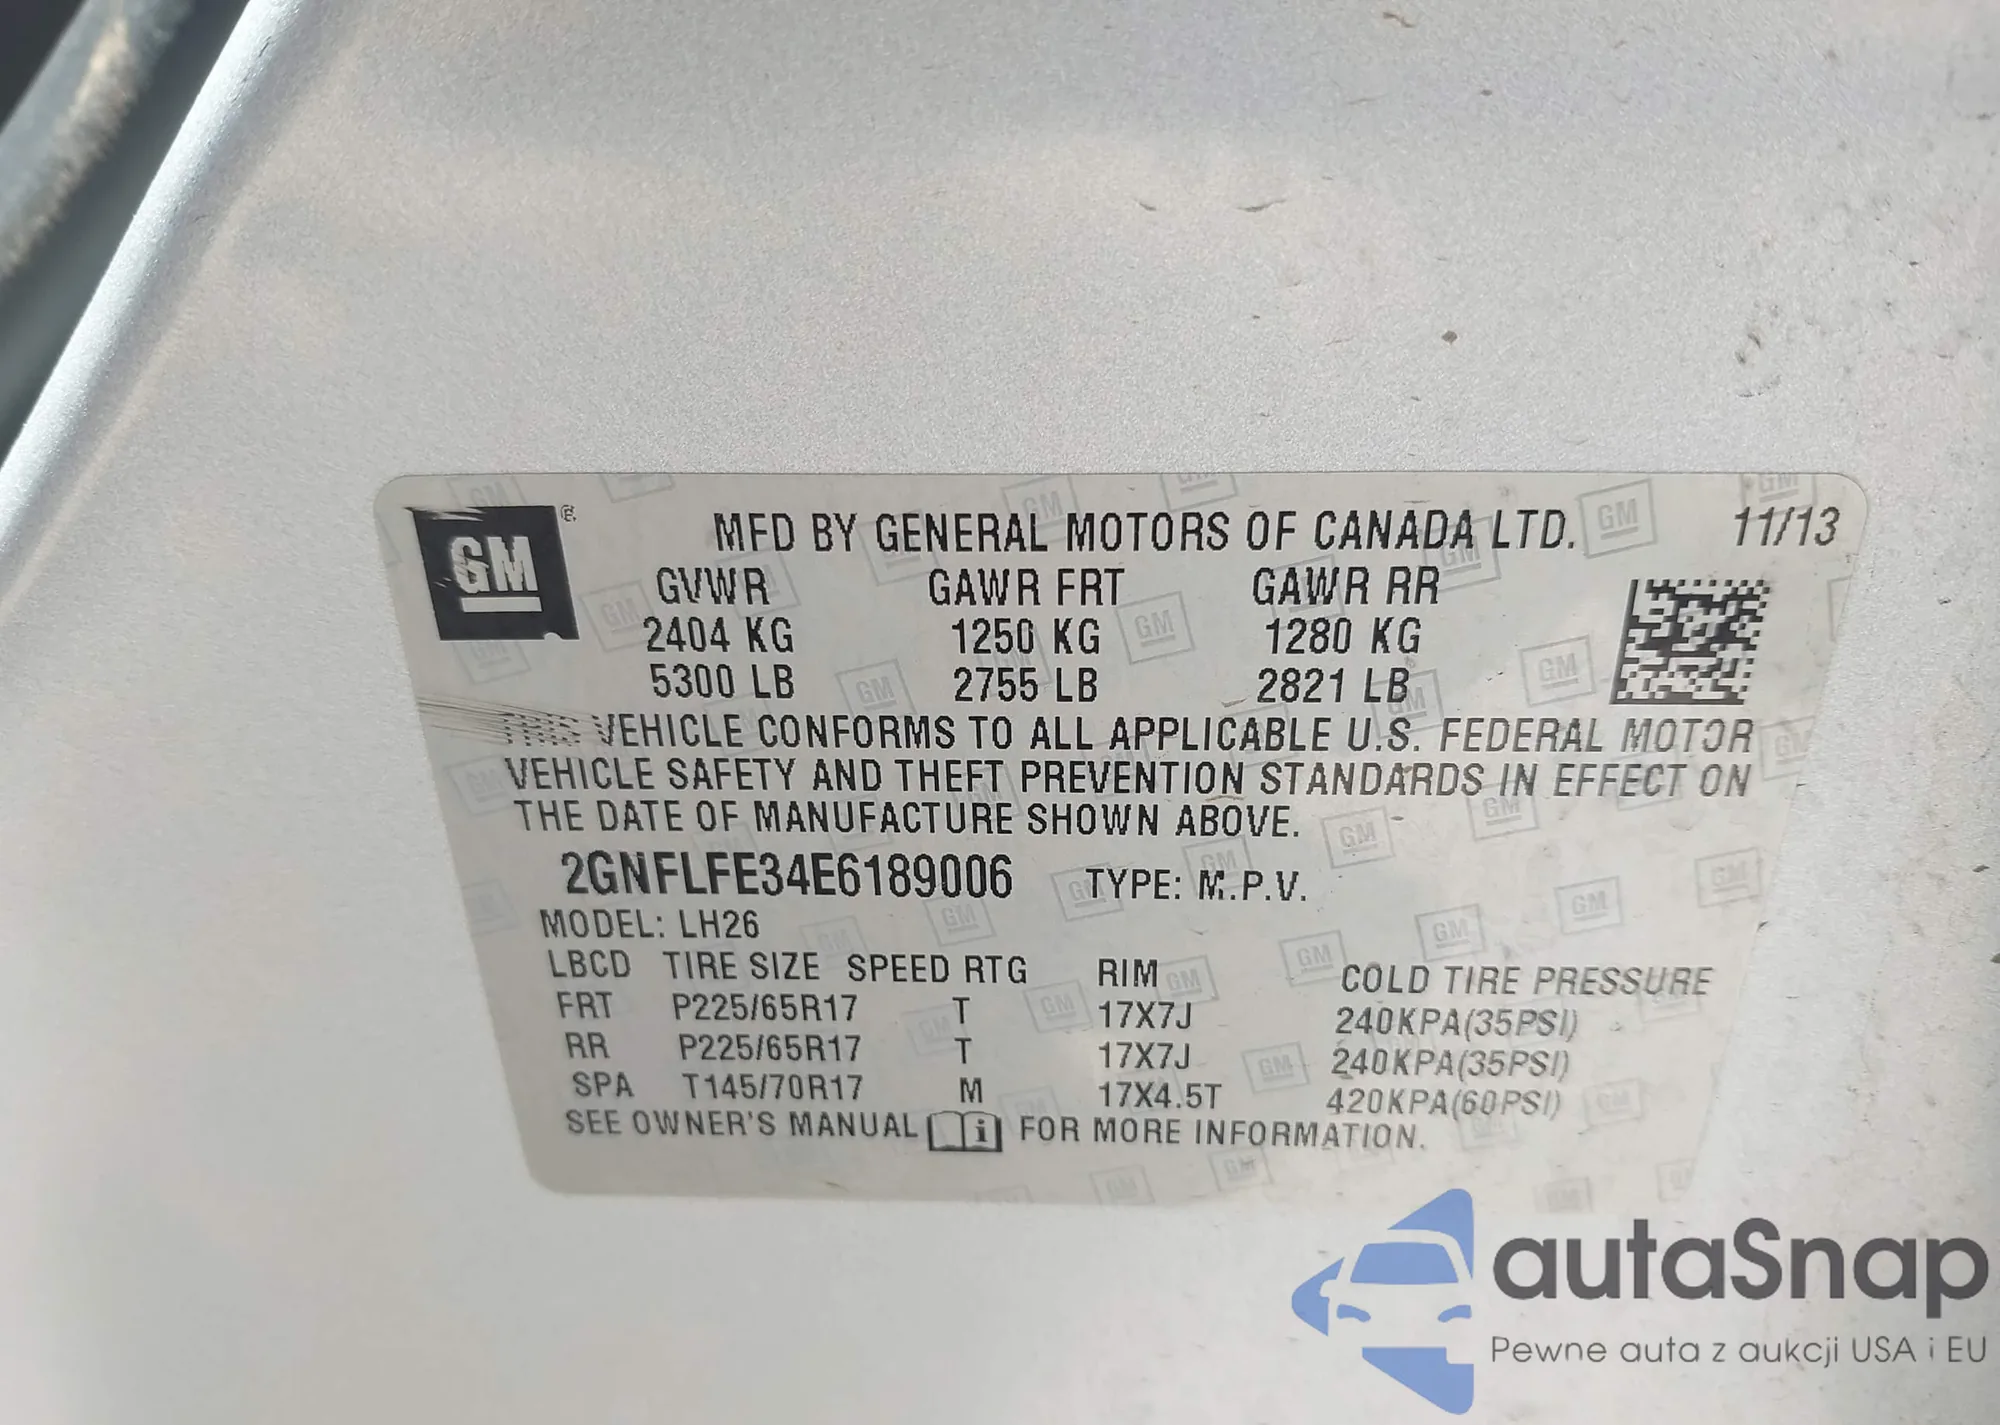 GM ®
MFD BY GENERAL MOTORS OF CANADA LTD. 11/13
GVWR GAWR FRT GAWR RR
2404 KG 1250 KG 1280 KG
5300 LB 2755 LB 2821 LB
THIS VEHICLE CONFORMS TO ALL APPLICABLE U.S. FEDERAL MOTOR
VEHICLE SAFETY AND THEFT PREVENTION STANDARDS IN EFFECT ON
THE DATE OF MANUFACTURE SHOWN ABOVE.
2GNFLFE34E6189006 TYPE: M.P.V.
MODEL: LH26
LBCD TIRE SIZE SPEED RTG RIM COLD TIRE PRESSURE
FRT P225/65R17 T 17X7J 240KPA(35PSI)
RR P225/65R17 T 17X7J 240KPA(35PSI)
SPA T145/70R17 M 17X4.5T 420KPA(60PSI)
SEE OWNER'S MANUAL i FOR MORE INFORMATION.
autaSnap
Pewne auta z aukcji USA i EU